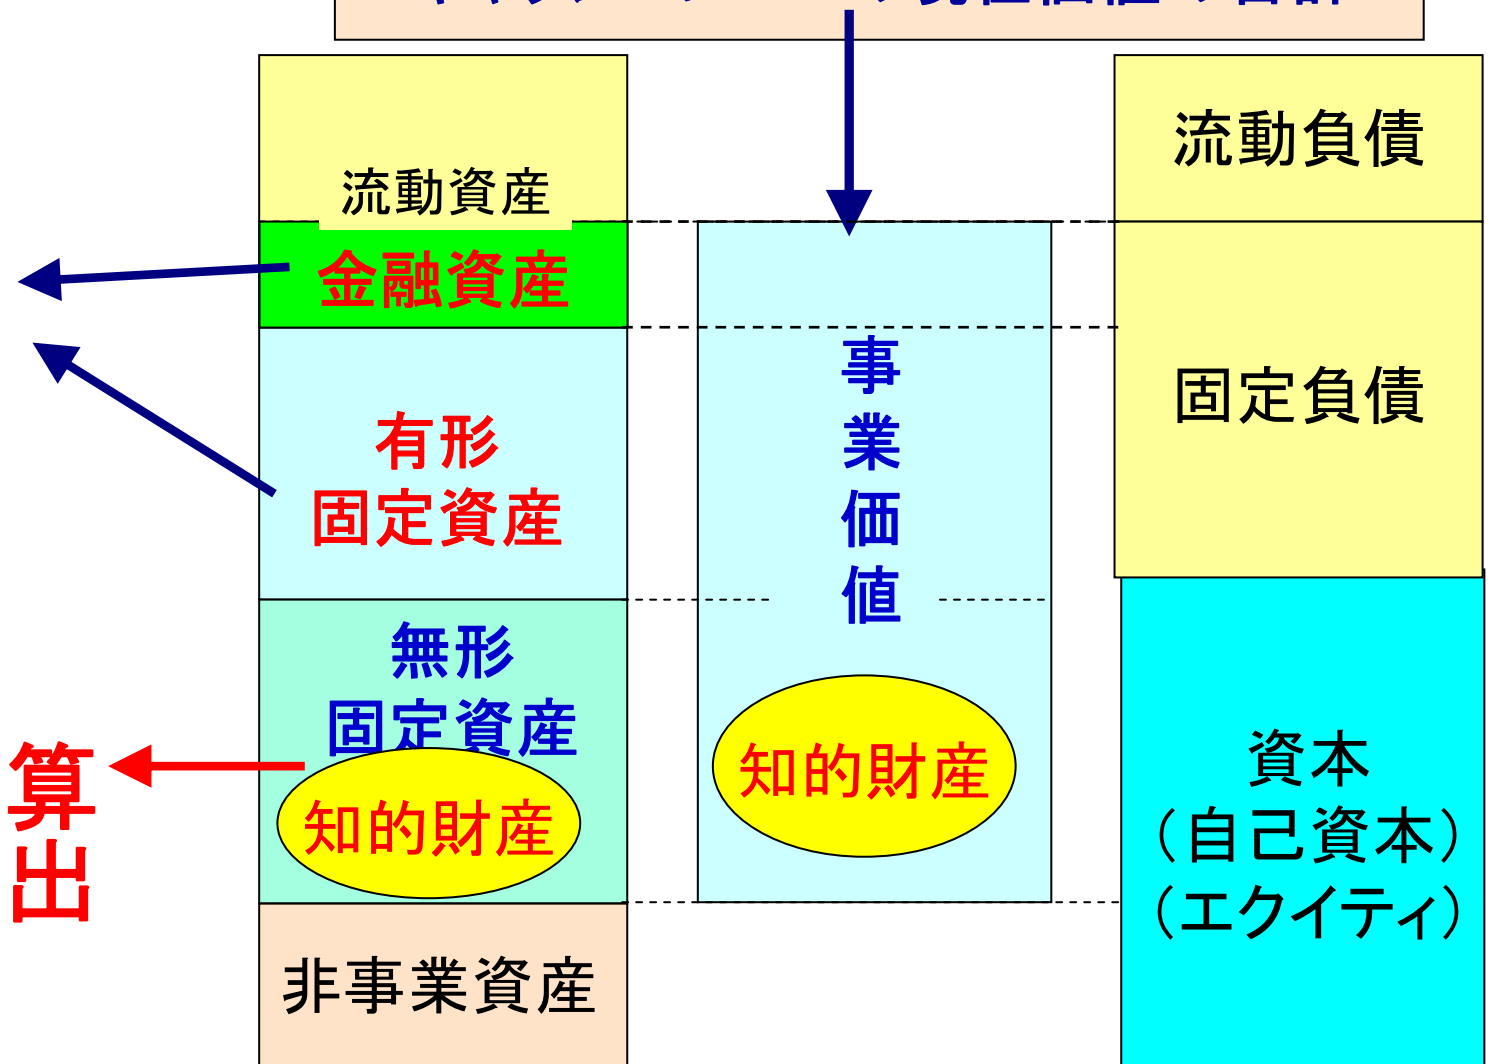 流動資産
金融資産
有形
固定資産
無形
固定資産
知的財産
非事業資産
算
出
事
業
価
値
知的財産
流動負債
固定負債
資本
（自己資本）
（エクイティ）